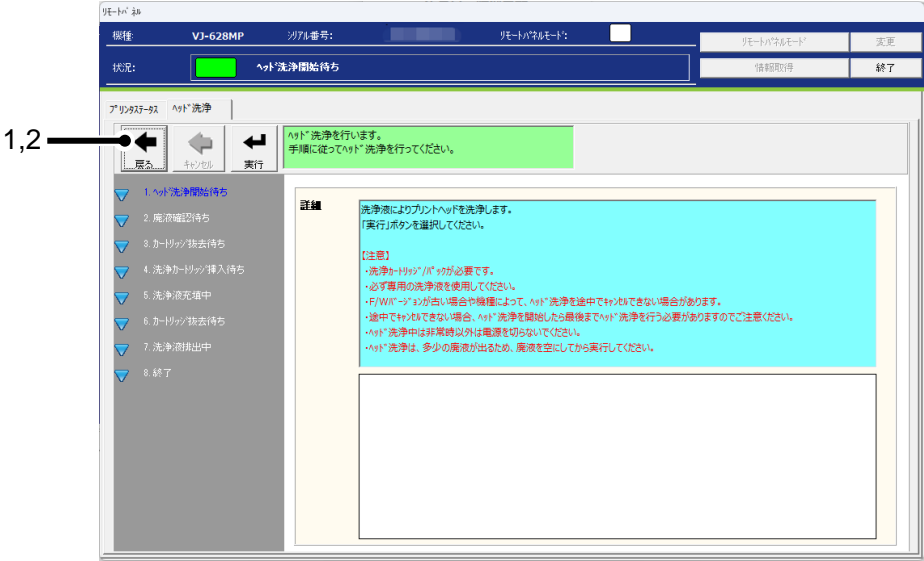 ﾘﾓｰﾄﾊﾟﾈﾙ
機種: VJ-628MP ｼﾘｱﾙ番号: ﾘﾓｰﾄﾊﾟﾈﾙﾓｰﾄﾞ: ﾘﾓｰﾄﾊﾟﾈﾙﾓｰﾄﾞ 変更
状況: ﾍｯﾄﾞ洗浄開始待ち 情報取得 終了
ﾌﾟﾘﾝﾀｽﾃｰﾀｽ ﾍｯﾄﾞ洗浄
1,2
戻る ｷｬﾝｾﾙ 実行
ﾍｯﾄﾞ洗浄を行います。
手順に従ってﾍｯﾄﾞ洗浄を行ってください。
1. ﾍｯﾄﾞ洗浄開始待ち
2. 廃液確認待ち
3. ｶｰﾄﾘｯｼﾞ抜去待ち
4. 洗浄ｶｰﾄﾘｯｼﾞ挿入待ち
5. 洗浄液充填中
6. ｶｰﾄﾘｯｼﾞ抜去待ち
7. 洗浄液排出中
8. 終了
詳細
洗浄液によりプリントヘッドを洗浄します。
「実行」ボタンを選択してください。
【注意】
・洗浄ｶｰﾄﾘｯｼﾞ/ﾊﾟｯｸが必要です。
・必ず専用の洗浄液を使用してください。
・F/Wﾊﾞｰｼﾞｮﾝが古い場合や機種によって、ﾍｯﾄﾞ洗浄を途中でｷｬﾝｾﾙできない場合があります。
・途中でｷｬﾝｾﾙできない場合、ﾍｯﾄﾞ洗浄を開始したら最後までﾍｯﾄﾞ洗浄を行う必要がありますのでご注意ください。
・ﾍｯﾄﾞ洗浄中は非常時以外は電源を切らないでください。
・ﾍｯﾄﾞ洗浄は、多少の廃液が出るため、廃液を空にしてから実行してください。